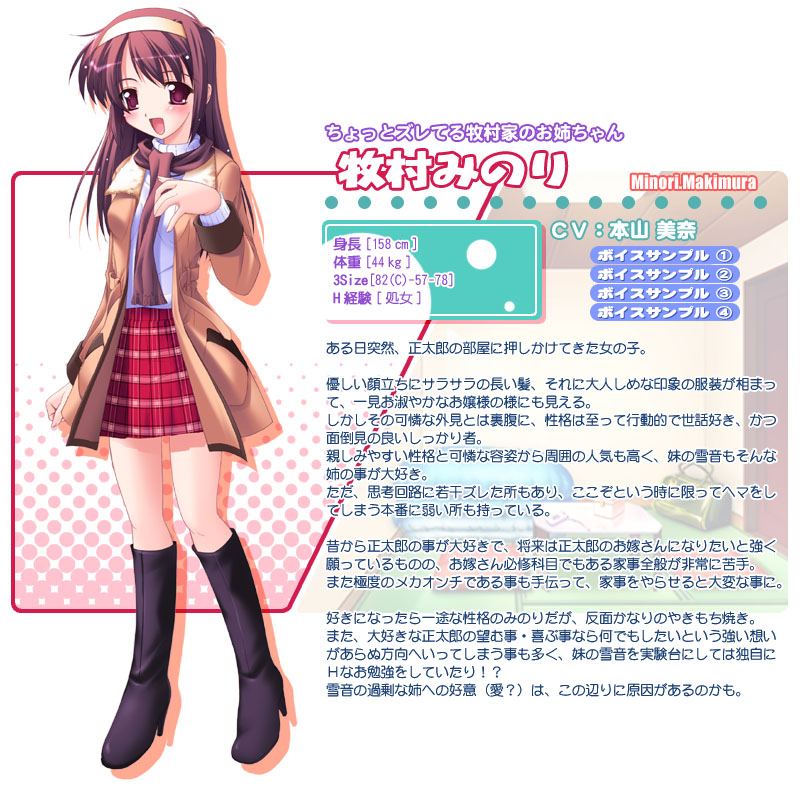 ちょっとズレてる牧村家のお姉ちゃん
牧村みのり
Minori.Makimura
CV：本山 美奈
身長 [158 cm]
体重 [44 kg ]
3Size[82(C)-57-78]
H 経験 [ 処女 ]
ボイスサンプル ①
ボイスサンプル ②
ボイスサンプル ③
ボイスサンプル ④
ある日突然、正太郎の部屋に押しかけてきた女の子。
優しい顔立ちにサラサラの長い髪、それに大人しめな印象の服装が相まっ
て、一見お淑やかなお嬢様の様にも見える。
しかしその可憐な外見とは裏腹に、性格は至って行動的で世話好き、かつ
面倒見の良いしっかり者。
親しみやすい性格と可憐な容姿から周囲の人気も高く、妹の雪音もそんな
姉の事が大好き。
ただ、思考回路に若干ズレた所もあり、ここぞという時に限ってヘマをし
てしまう本番に弱い所も持っている。
昔から正太郎の事が大好きで、将来は正太郎のお嫁さんになりたいと強く
願っているものの、お嫁さん必修科目でもある家事全般が非常に苦手。
また極度のメカオンチである事も手伝って、家事をやらせると大変な事に。
好きになったら一途な性格のみのりだが、反面かなりのやきもち焼き。
また、大好きな正太郎の望む事・喜ぶ事なら何でもしたいという強い想い
があらぬ方向へいってしまう事も多く、妹の雪音を実験台にしては独自に
Ｈなお勉強をしていたり！？
雪音の過剰な姉への好意（愛？）は、この辺りに原因があるのかも。